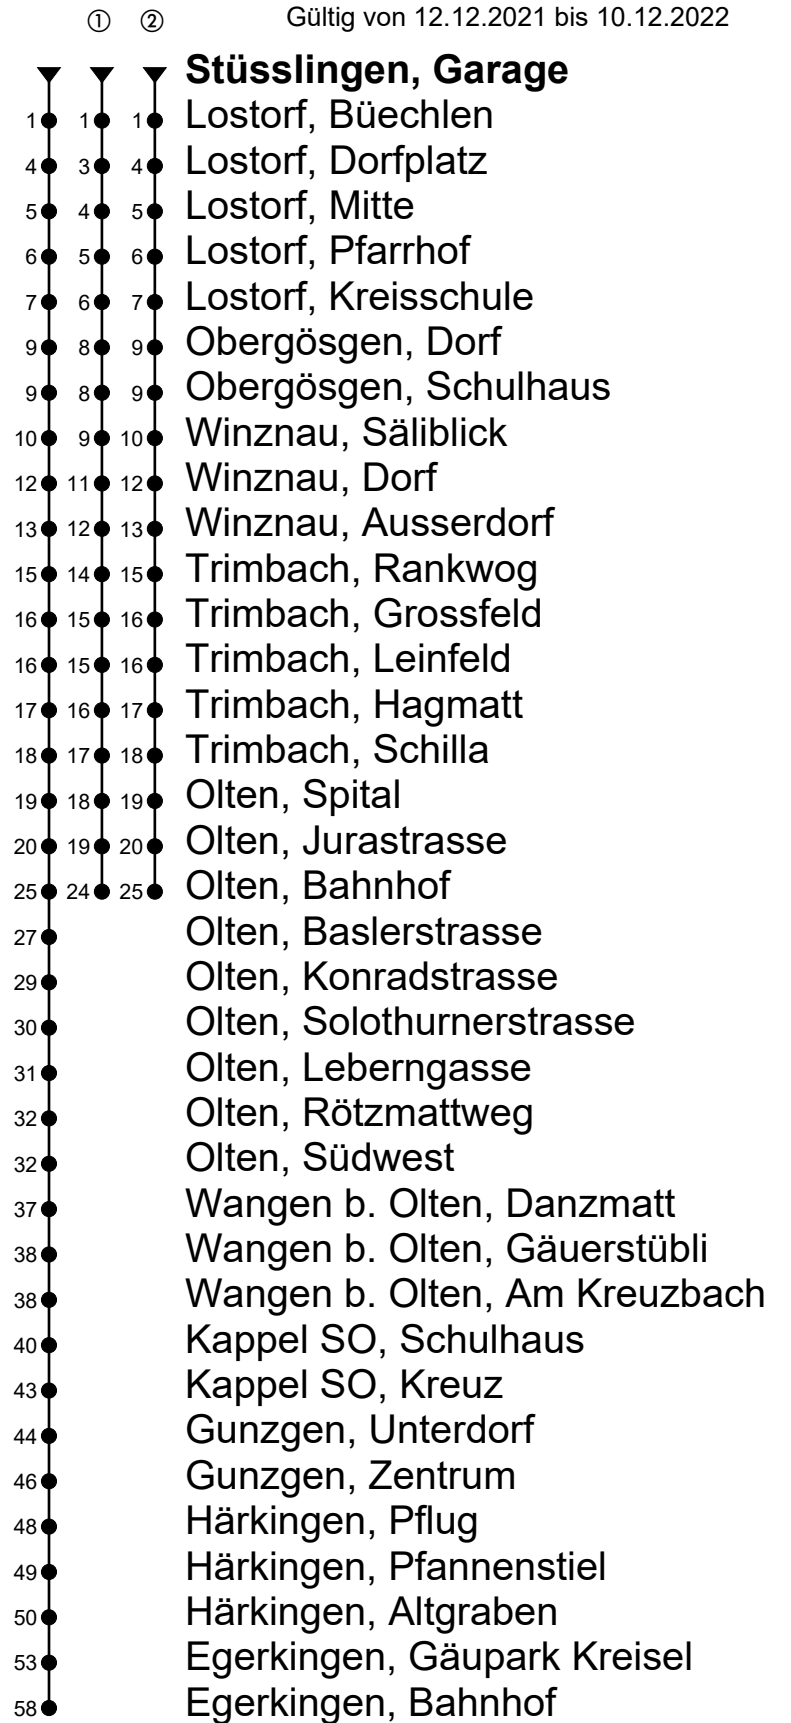 ① ② Gültig von 12.12.2021 bis 10.12.2022
Stüsslingen, Garage
1 1 1 Lostorf, Büechlen
4 3 4 Lostorf, Dorfplatz
5 4 5 Lostorf, Mitte
6 5 6 Lostorf, Pfarrhof
7 6 7 Lostorf, Kreisschule
9 8 9 Obergösgen, Dorf
9 8 9 Obergösgen, Schulhaus
10 9 10 Winznau, Säliblick
12 11 12 Winznau, Dorf
13 12 13 Winznau, Ausserdorf
15 14 15 Trimbach, Rankwog
16 15 16 Trimbach, Grossfeld
16 15 16 Trimbach, Leinfeld
17 16 17 Trimbach, Hagmatt
18 17 18 Trimbach, Schilla
19 18 19 Olten, Spital
20 19 20 Olten, Jurastrasse
25 24 25 Olten, Bahnhof
27 Olten, Baslerstrasse
29 Olten, Konradstrasse
30 Olten, Solothurnerstrasse
31 Olten, Leberngasse
32 Olten, Rötzmattweg
32 Olten, Südwest
37 Wangen b. Olten, Danzmatt
38 Wangen b. Olten, Gäuerstübli
38 Wangen b. Olten, Am Kreuzbach
40 Kappel SO, Schulhaus
43 Kappel SO, Kreuz
44 Gunzgen, Unterdorf
46 Gunzgen, Zentrum
48 Härkingen, Pflug
49 Härkingen, Pfannenstiel
50 Härkingen, Altgraben
53 Egerkingen, Gäupark Kreisel
58 Egerkingen, Bahnhof